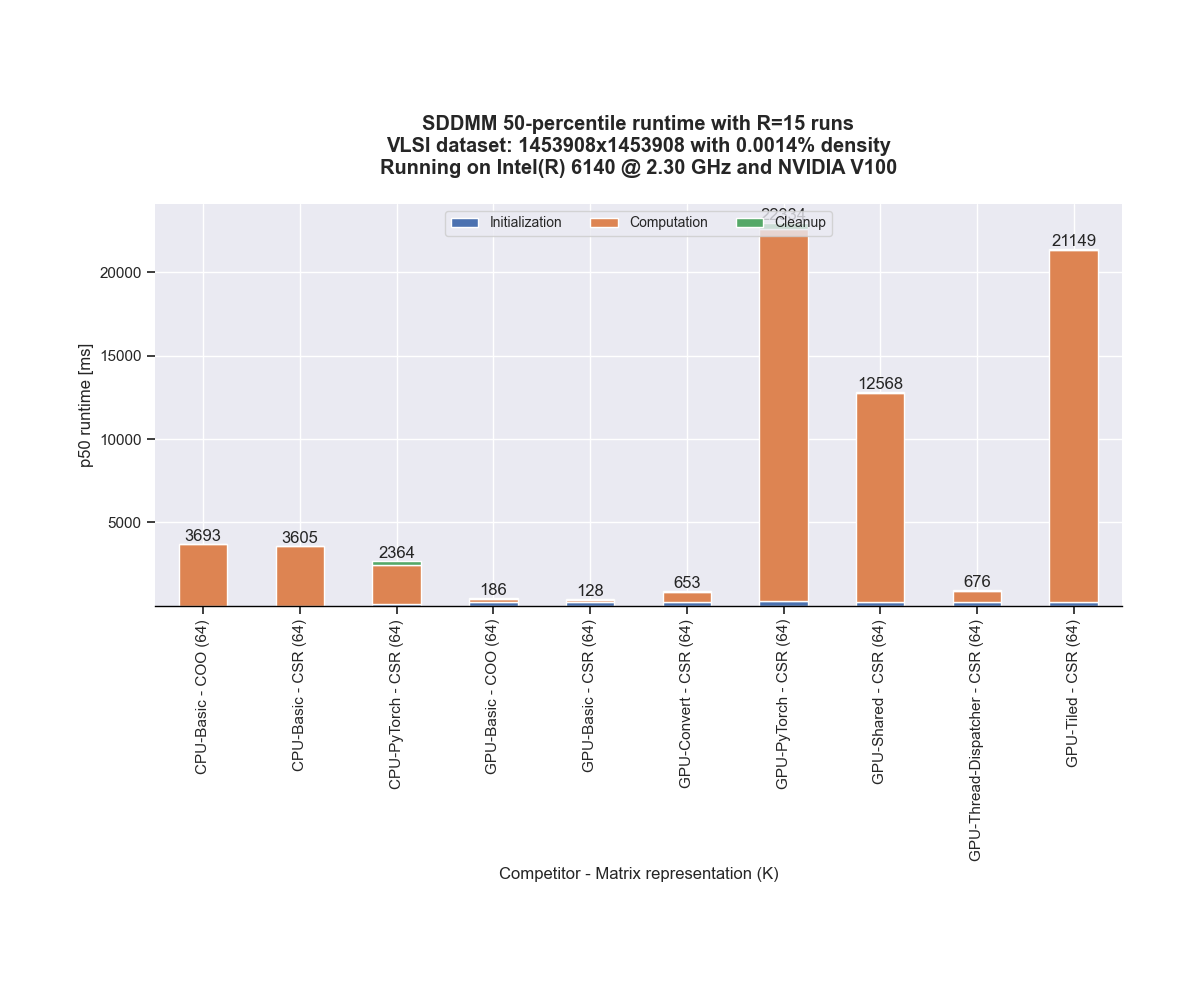 SDDMM 50-percentile runtime with R=15 runs
VLSI dataset: 1453908x1453908 with 0.0014% density
Running on Intel(R) 6140 @ 2.30 GHz and NVIDIA V100
Initialization
Computation
Cleanup
21149
20000
15000
12568
10000
5000
3693
3605
2364
186
128
653
676
p50 runtime [ms]
CPU-Basic - COO (64)
CPU-Basic - CSR (64)
CPU-PyTorch - CSR (64)
GPU-Basic - COO (64)
GPU-Basic - CSR (64)
GPU-Convert - CSR (64)
GPU-PyTorch - CSR (64)
GPU-Shared - CSR (64)
GPU-Thread-Dispatcher - CSR (64)
GPU-Tiled - CSR (64)
Competitor - Matrix representation (K)